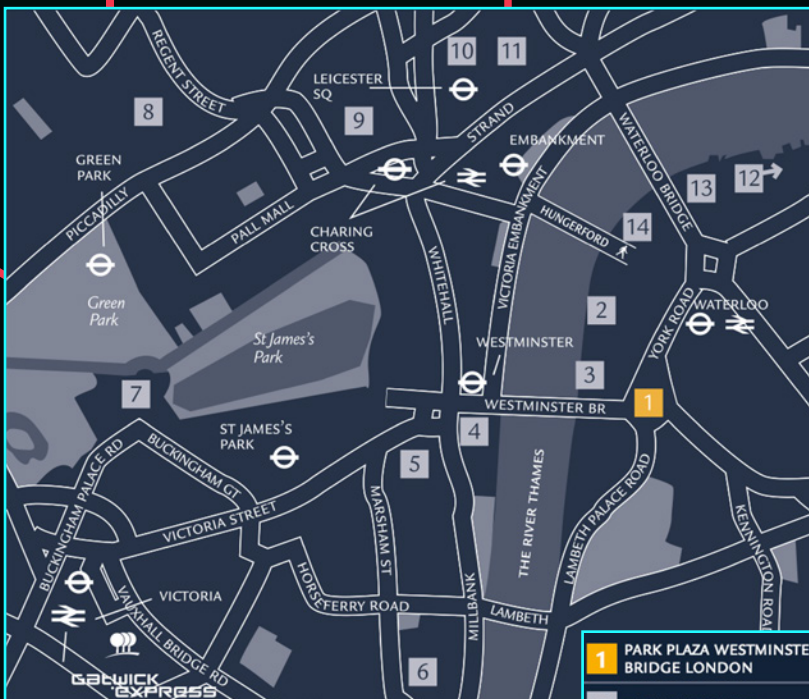 REGENT STREET
LEICESTER
SQ
10
11
8
9
STRAND
EMBANKMENT
WATERLOO BRIDGE
GREEN
PARK
PICCADILLY
PALL MALL
CHARING
CROSS
HUNGERFORD
13
12
14
WHITEHALL
VICTORIA EMBANKMENT
Green
Park
St James's
Park
2
WATERLOO
YORK ROAD
WESTMINSTER
3
7
WESTMINSTER BR
1
ST JAMES'S
PARK
4
5
BUCKINGHAM PALACE RD
BUCKINGHAM GT
VICTORIA STREET
MARSHAM ST
THE RIVER THAMES
LAMBETH PALACE ROAD
KENNINGTON ROAD
HORSEFERRY ROAD
MILLBANK
LAMBETH
VICTORIA
VAUXHALL BRIDGE RD
GATWICK
EXPRESS
6
1 PARK PLAZA WESTMINSTE
BRIDGE LONDON